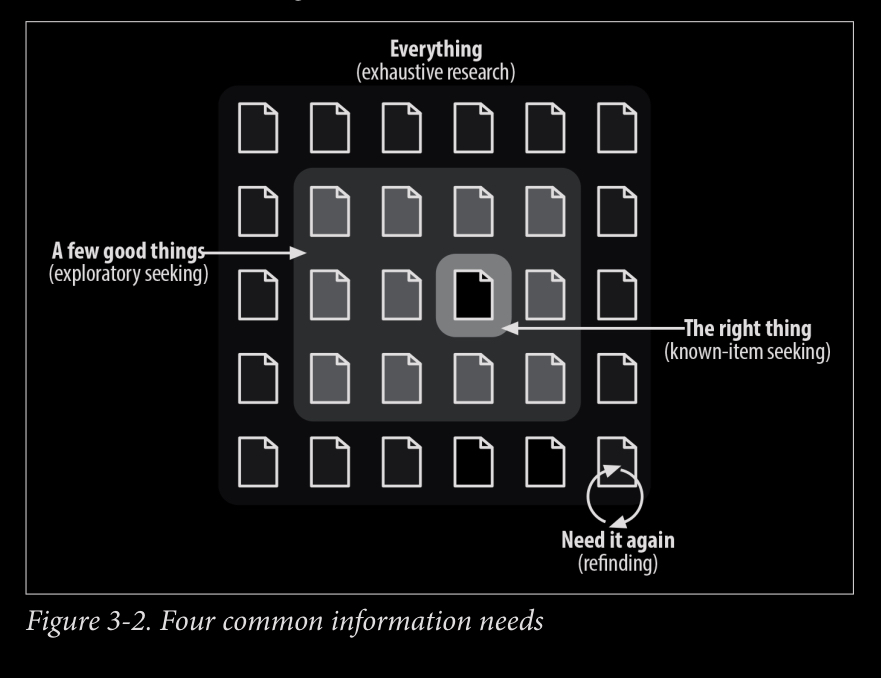 Everything
(exhaustive research)
A few good things
(exploratory seeking)
The right thing
(known-item seeking)
Need it again
(refinding)
Figure 3-2. Four common information needs